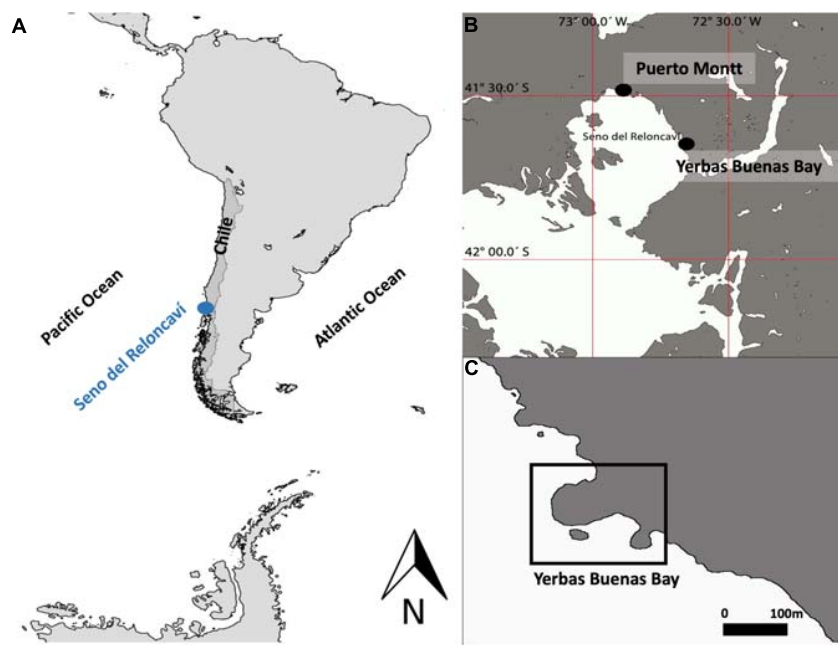 A
Chile
Pacific Ocean
Seno del Reloncaví
Atlantic Ocean
N
B
73° 00.0´ W
72° 30.0´ W
41° 30.0´ S
Puerto Montt
Seno del Reloncaví
Yerbas Buenas Bay
42° 00.0´ S
C
Yerbas Buenas Bay
0 100m